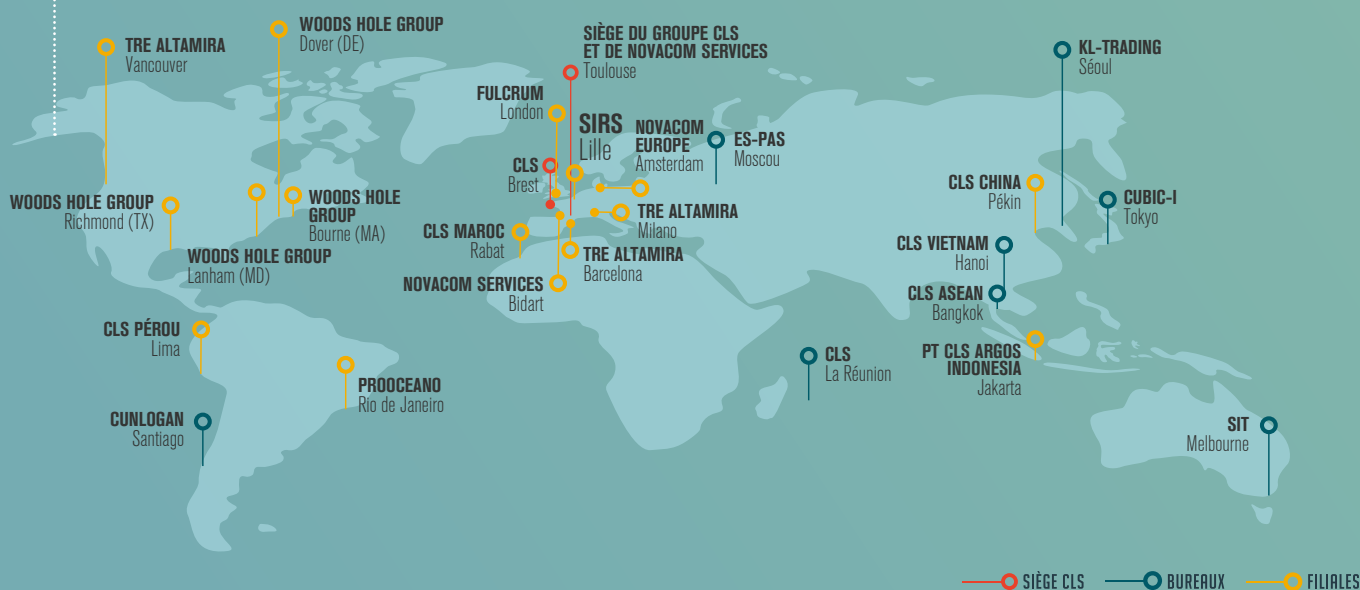 WOODS HOLE GROUP
Dover (DE)
TRE ALTAMIRA
Vancouver
SIÈGE DU GROUPE CLS
ET DE NOVACOM SERVICES
Toulouse
KL-TRADING
Séoul
FULCRUM
London
SIRS
Lille
NOVACOM
EUROPE
Amsterdam
ES-PAS
Moscou
CLS
Brest
CLS CHINA
Pékin
CUBIC-I
Tokyo
WOODS HOLE GROUP
Richmond (TX)
WOODS HOLE
GROUP
Bourne (MA)
TRE ALTAMIRA
Milano
CLS MAROC
Rabat
CLS VIETNAM
Hanoi
WOODS HOLE GROUP
Lanham (MD)
TRE ALTAMIRA
Barcelona
NOVACOM SERVICES
Bidart
CLS ASEAN
Bangkok
CLS PÉROU
Lima
CLS
La Réunion
PT CLS ARGOS
INDONESIA
Jakarta
PROOCEANO
Rio de Janeiro
CUNLOGAN
Santiago
SIT
Melbourne
SIÈGE CLS
BUREAUX
FILIALES